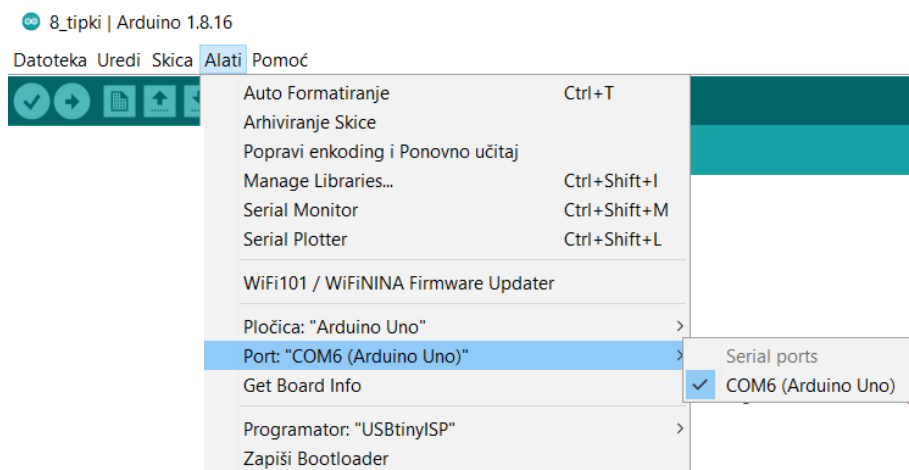 8_tipki | Arduino 1.8.16
Datoteka Uredi Skica Alati Pomoć
Auto Formatiranje Ctrl+T
Arhiviranje Skice
Popravi enkoding i Ponovno učitaj
Manage Libraries... Ctrl+Shift+I
Serial Monitor Ctrl+Shift+M
Serial Plotter Ctrl+Shift+L
WiFi101 / WiFiNINA Firmware Updater
Pločica: "Arduino Uno"
Port: "COM6 (Arduino Uno)"
Serial ports
Get Board Info
COM6 (Arduino Uno)
Programator: "USBtinyISP"
Zapiši Bootloader